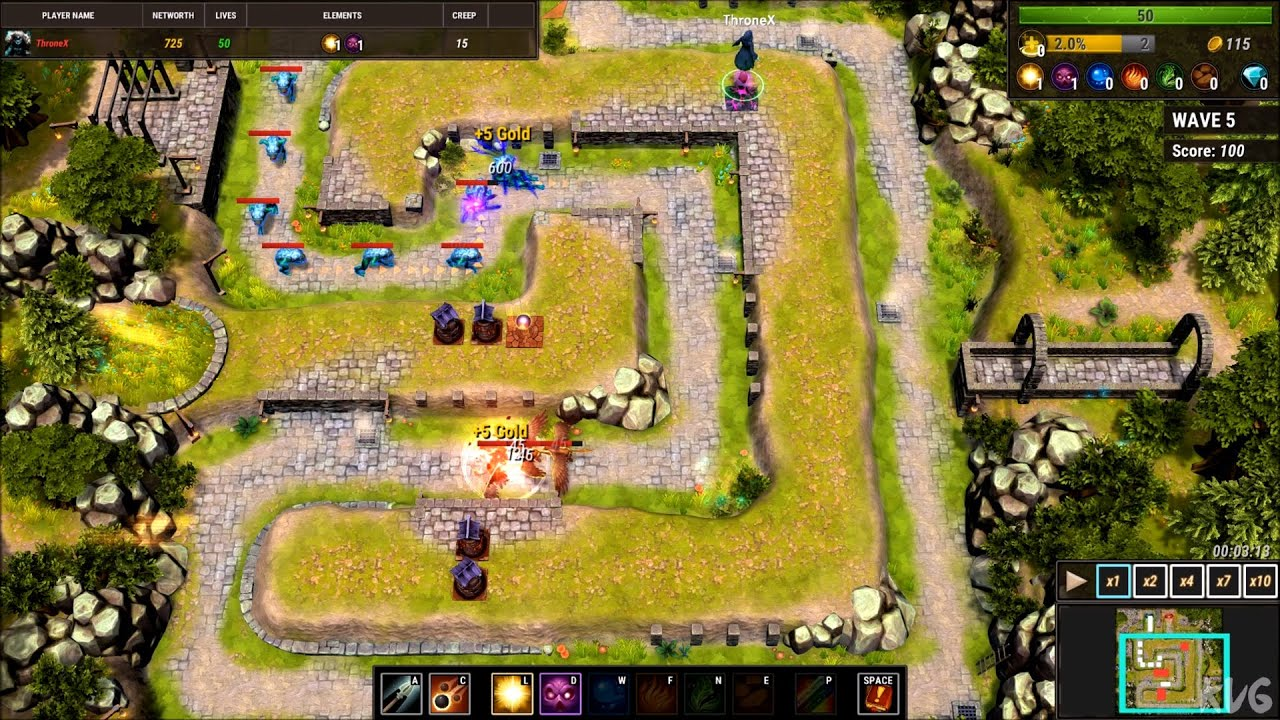 PLAYER NAME NETWORTH LIVES ELEMENTS CREEP
ThroneX 725 50 1 1 15
ThroneX
50
0 2.0% 2 115
1 1 0 0 0 0 0
WAVE 5
Score: 100
+5 Gold
600
+5 Gold
00:03:13
x1 x2 x4 x7 x10
A C L D W F N E P SPACE
KV6